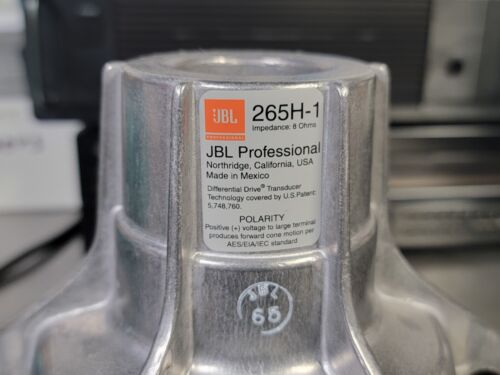 JBL
PROFESSIONAL
265H-1
Impedance: 8 Ohms
JBL Professional
Northridge, California, USA
Made in Mexico
Differential Drive® Transducer
Technology covered by U.S.Patent:
5,748,760.
POLARITY
Positive (+) voltage to large terminal
produces forward cone motion per
AES/EIA/IEC standard
JBL
65